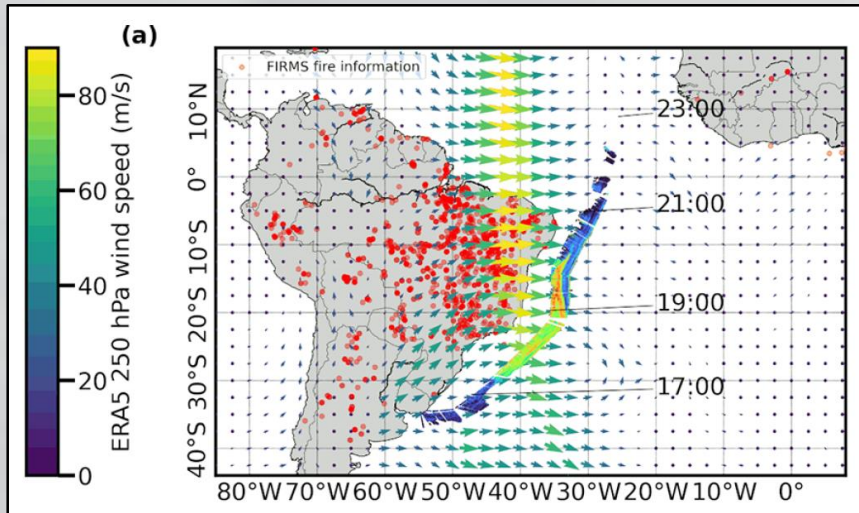 (a)
FIRMS fire information
ERA5 250 hPa wind speed (m/s)
80
60
40
20
0
10°N
0°
10°S
20°S
30°S
40°S
23:00
21:00
19:00
17:00
80°W 70°W 60°W 50°W 40°W 30°W 20°W 10°W 0°